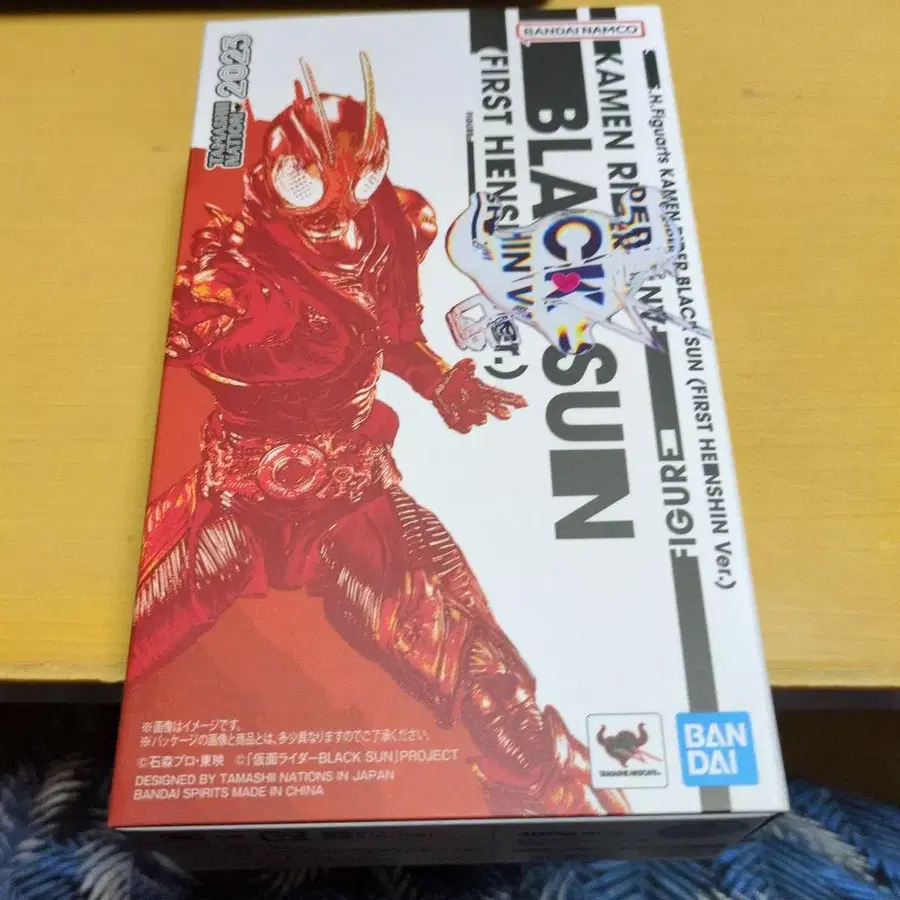 BANDAI NAMCO
TAMASHII
NATION
2023
S.H.Figuarts KAMEN RIDER BLACK SUN (FIRST HENSHIN Ver.)
KAMEN RIDER
BLACK SUN
(FIRST HENSHIN Ver.)
FIGURE
※画像はイメージです。
※パッケージの画像と商品とは、多少異なりますのでご了承ください。
©石森プロ・東映 ©「仮面ライダーBLACK SUN」PROJECT
DESIGNED BY TAMASHII NATIONS IN JAPAN
BANDAI SPIRITS MADE IN CHINA
TAMASHII NATIONS
BAN
DAI